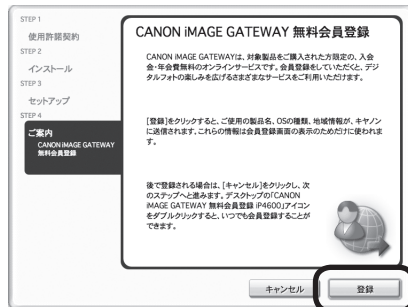 STEP 1
使用許諾契約
STEP 2
インストール
STEP 3
セットアップ
STEP 4
ご案内
CANON iMAGE GATEWAY
無料会員登録
CANON iMAGE GATEWAY 無料会員登録
CANON iMAGE GATEWAYは、対象製品をご購入された方限定の、入会
金・年会費無料のオンラインサービスです。会員登録をしていただくと、デジ
タルフォトの楽しみを広げるさまざまなサービスをご利用いただけます。
[登録]をクリックすると、ご使用の製品名、OSの種類、地域情報が、キヤノン
に送信されます。これらの情報は会員登録画面の表示のためだけに使われま
す。
後で登録される場合は、[キャンセル]をクリックし、次
のステップへと進みます。デスクトップの「CANON
iMAGE GATEWAY 無料会員登録 iP4600」アイコン
をダブルクリックすると、いつでも会員登録することが
できます。
キャンセル
登録